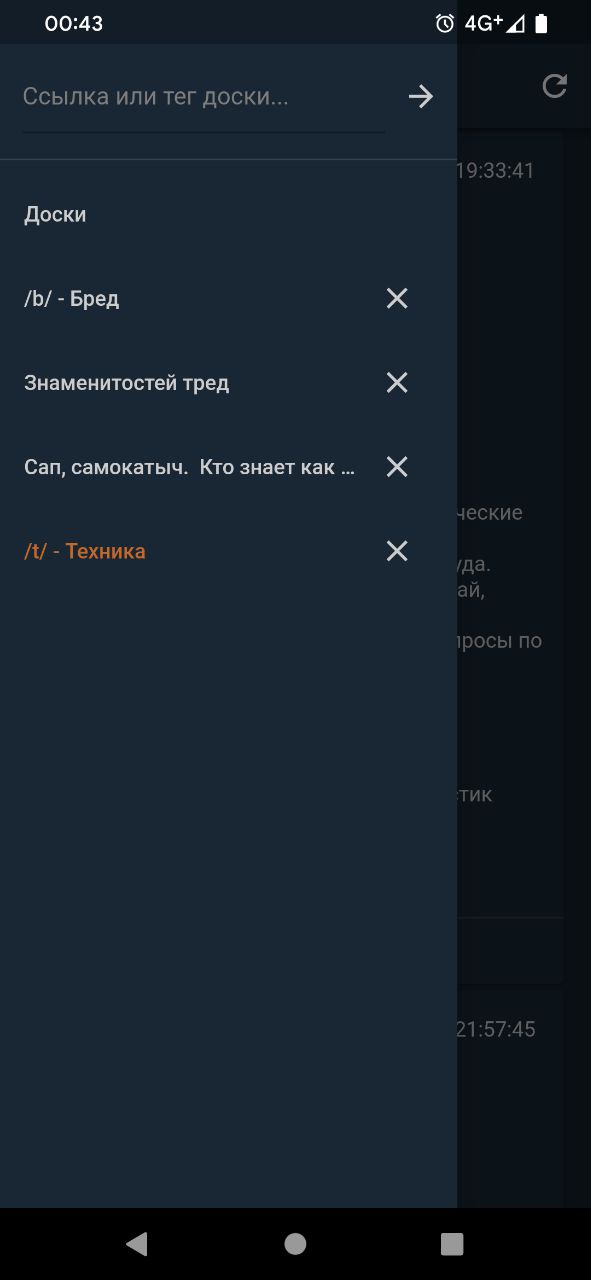 00:43
4G+
Ссылка или тег доски...
19:33:41
Доски
/b/ - Бред
Знаменитостей тред
Сап, самокатыч. Кто знает как ...
ческие
/t/ - Техника
уда.
ай,
просы по
стик
21:57:45